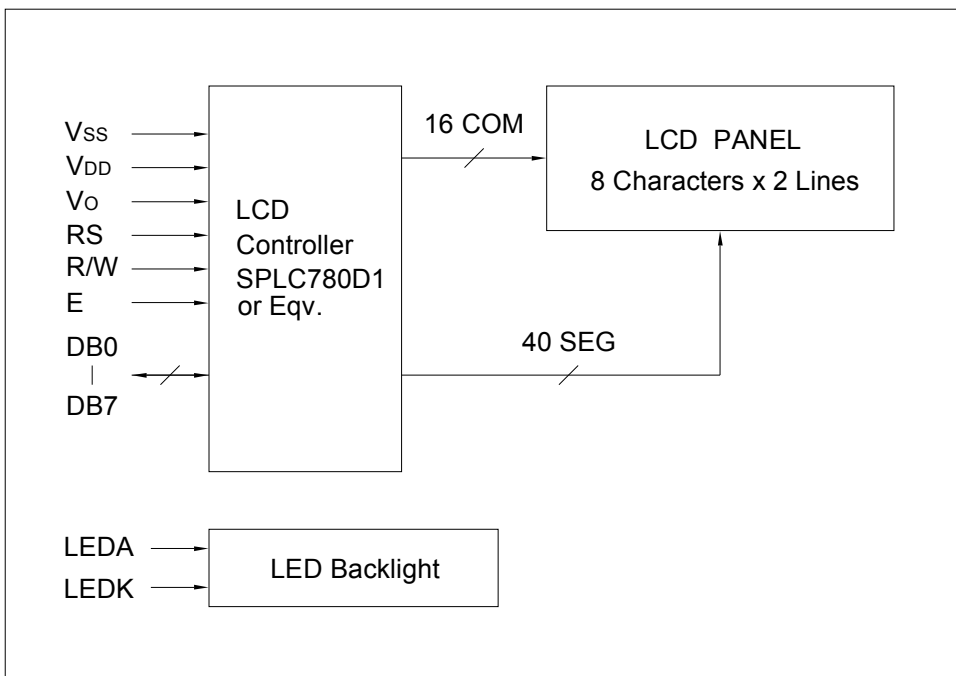 VSS
VDD
VO
RS
R/W
E
DB0
DB7
LCD
Controller
SPLC780D1
or Eqv.
16 COM
40 SEG
LCD PANEL
8 Characters x 2 Lines
LEDA
LEDK
LED Backlight